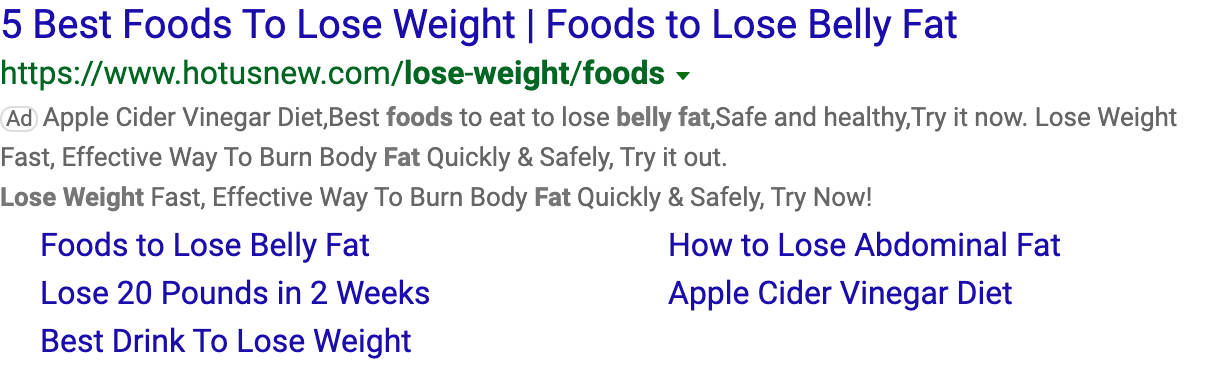 5 Best Foods To Lose Weight | Foods to Lose Belly Fat
https://www.hotusnew.com/lose-weight/foods
Ad Apple Cider Vinegar Diet,Best foods to eat to lose belly fat,Safe and healthy,Try it now. Lose Weight
Fast, Effective Way To Burn Body Fat Quickly & Safely, Try it out.
Lose Weight Fast, Effective Way To Burn Body Fat Quickly & Safely, Try Now!
Foods to Lose Belly Fat
How to Lose Abdominal Fat
Lose 20 Pounds in 2 Weeks
Apple Cider Vinegar Diet
Best Drink To Lose Weight